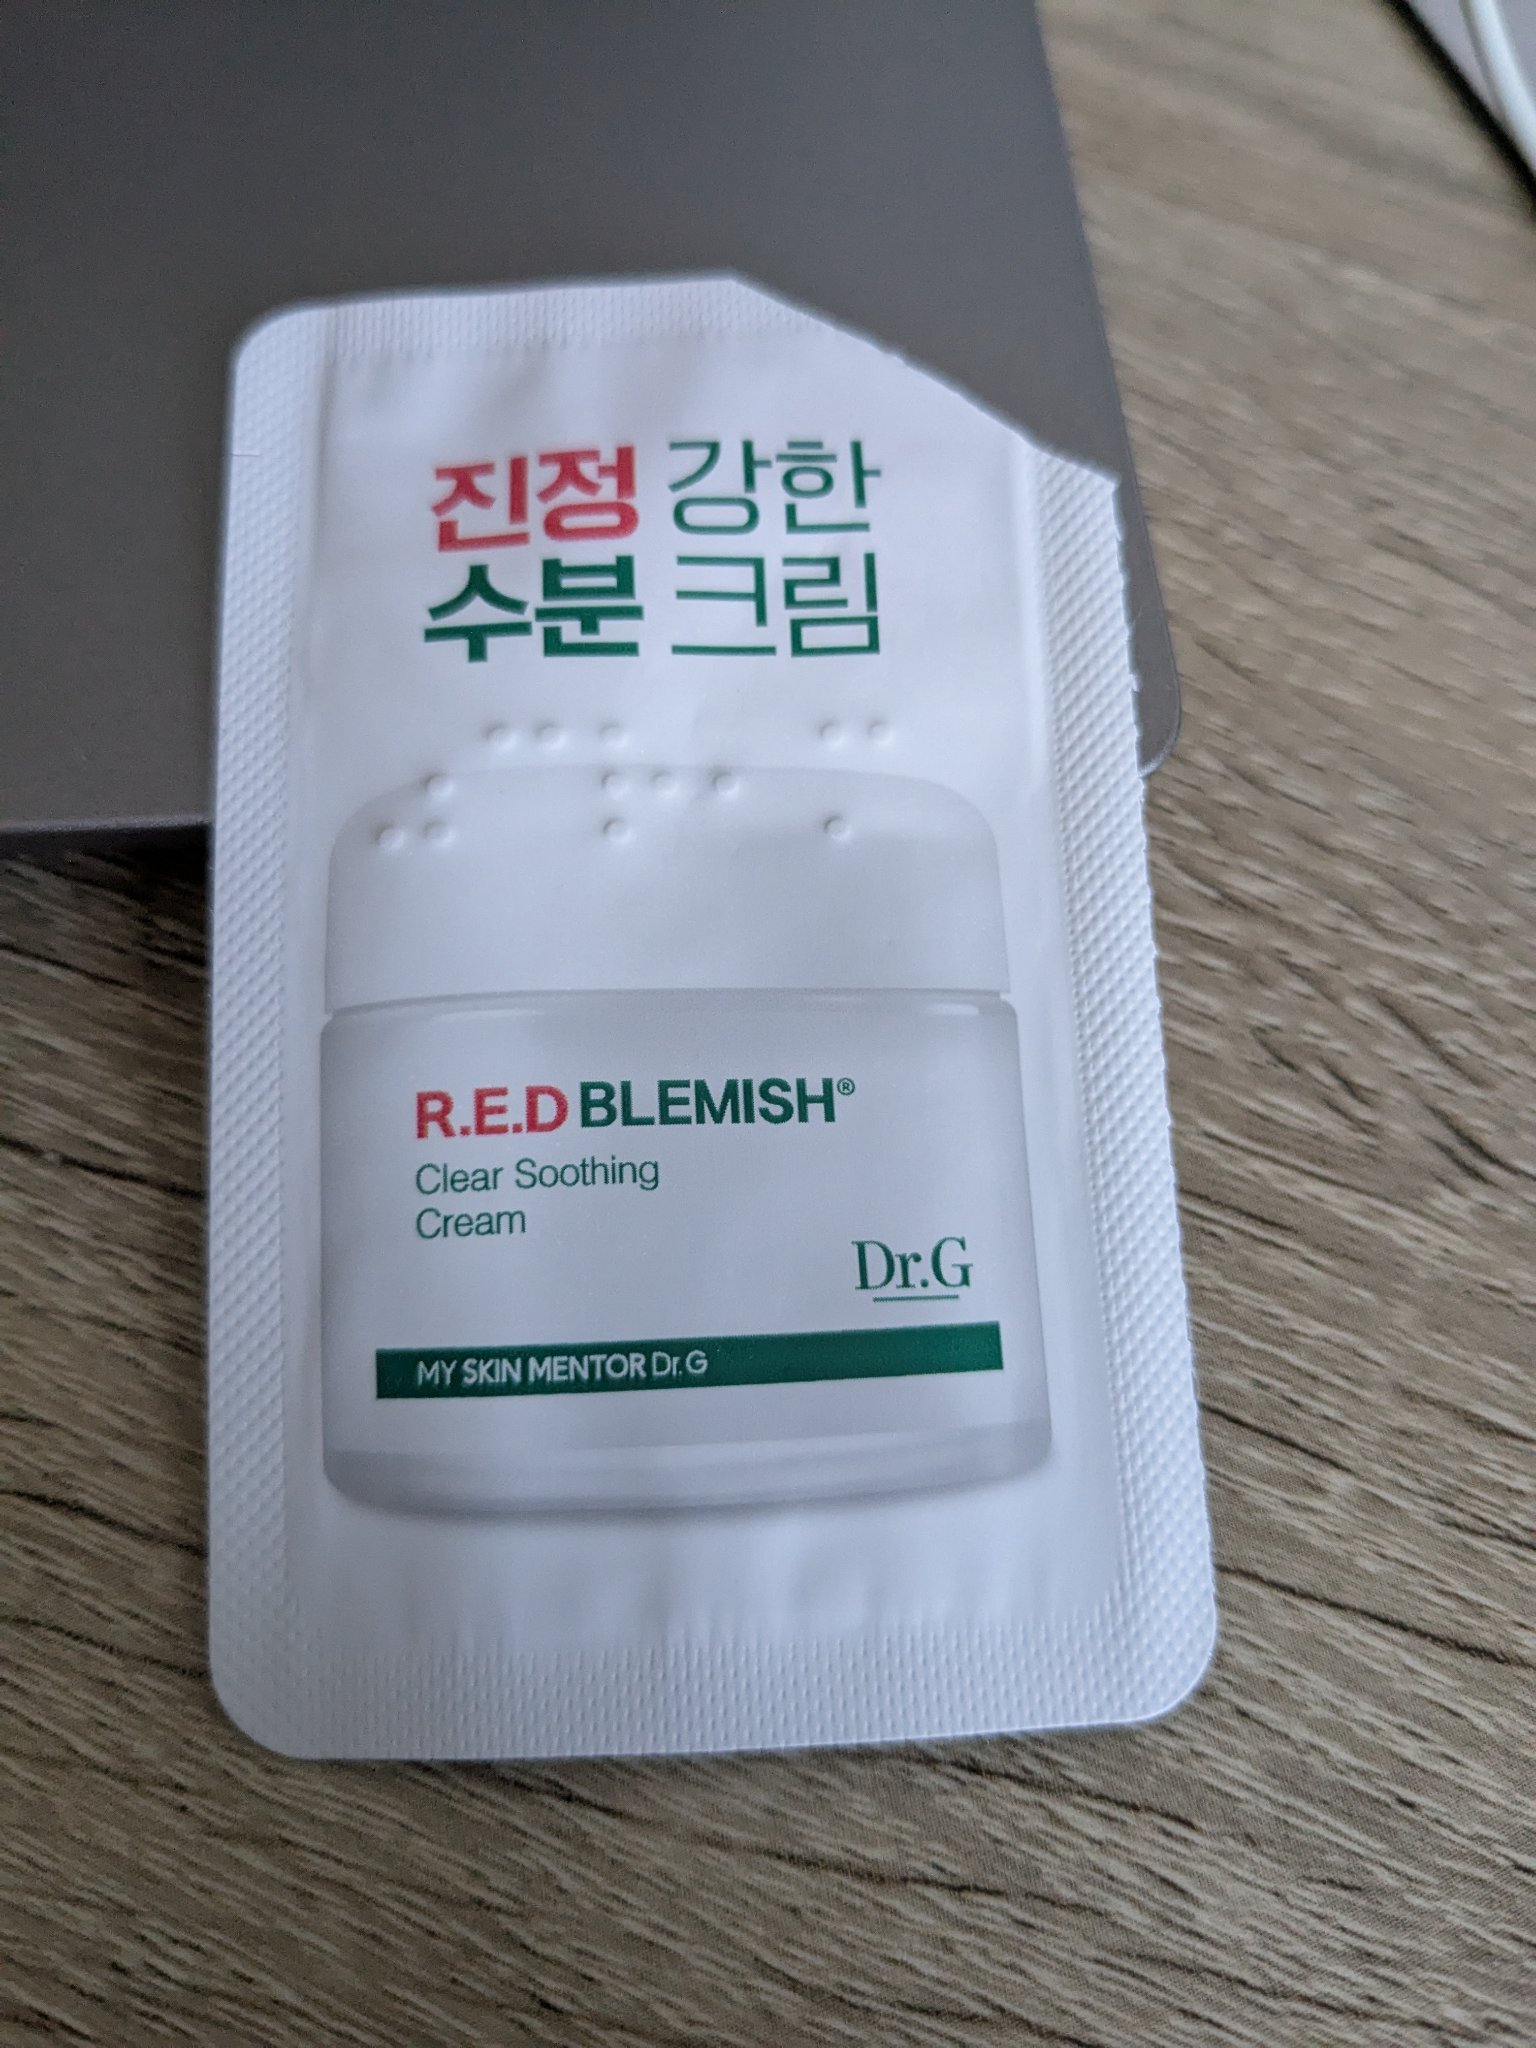 진정 강한
수분 크림
⠴⠉⠗⠂⠍
R.E.D BLEMISH®
Clear Soothing
Cream
Dr.G
MY SKIN MENTOR Dr.G